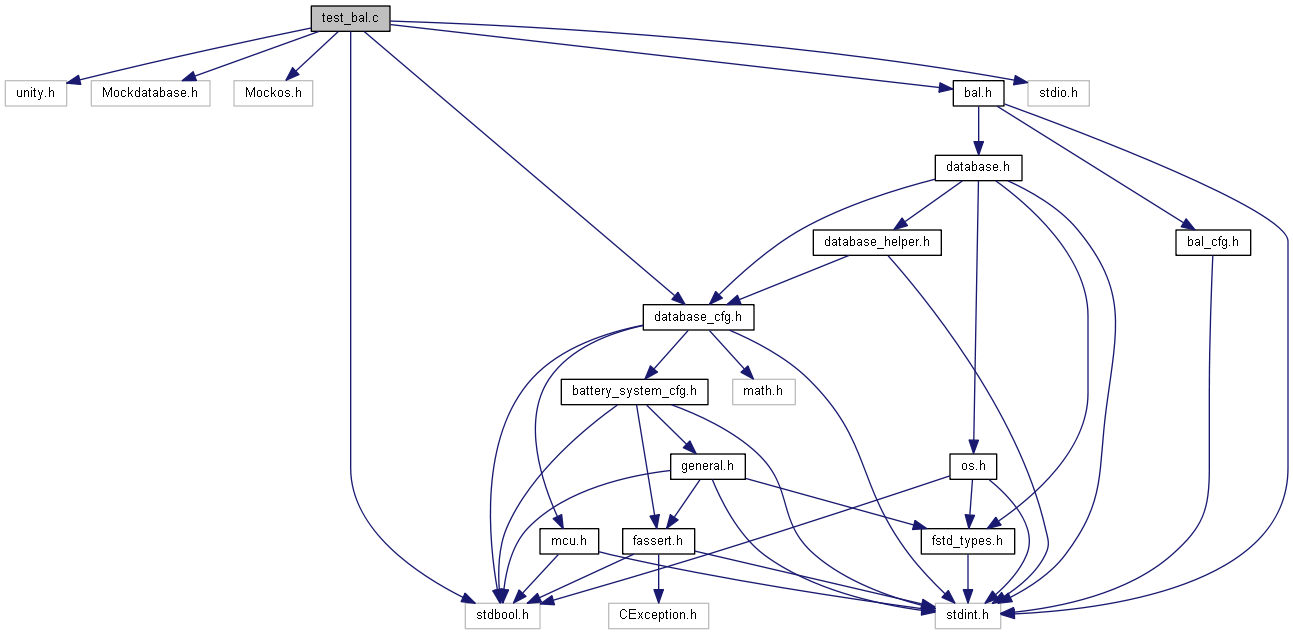 test_bal.c
unity.h
Mockdatabase.h
Mockos.h
bal.h
stdio.h
database.h
database_helper.h
bal_cfg.h
database_cfg.h
battery_system_cfg.h
math.h
general.h
os.h
mcu.h
fassert.h
fstd_types.h
stdbool.h
CException.h
stdint.h